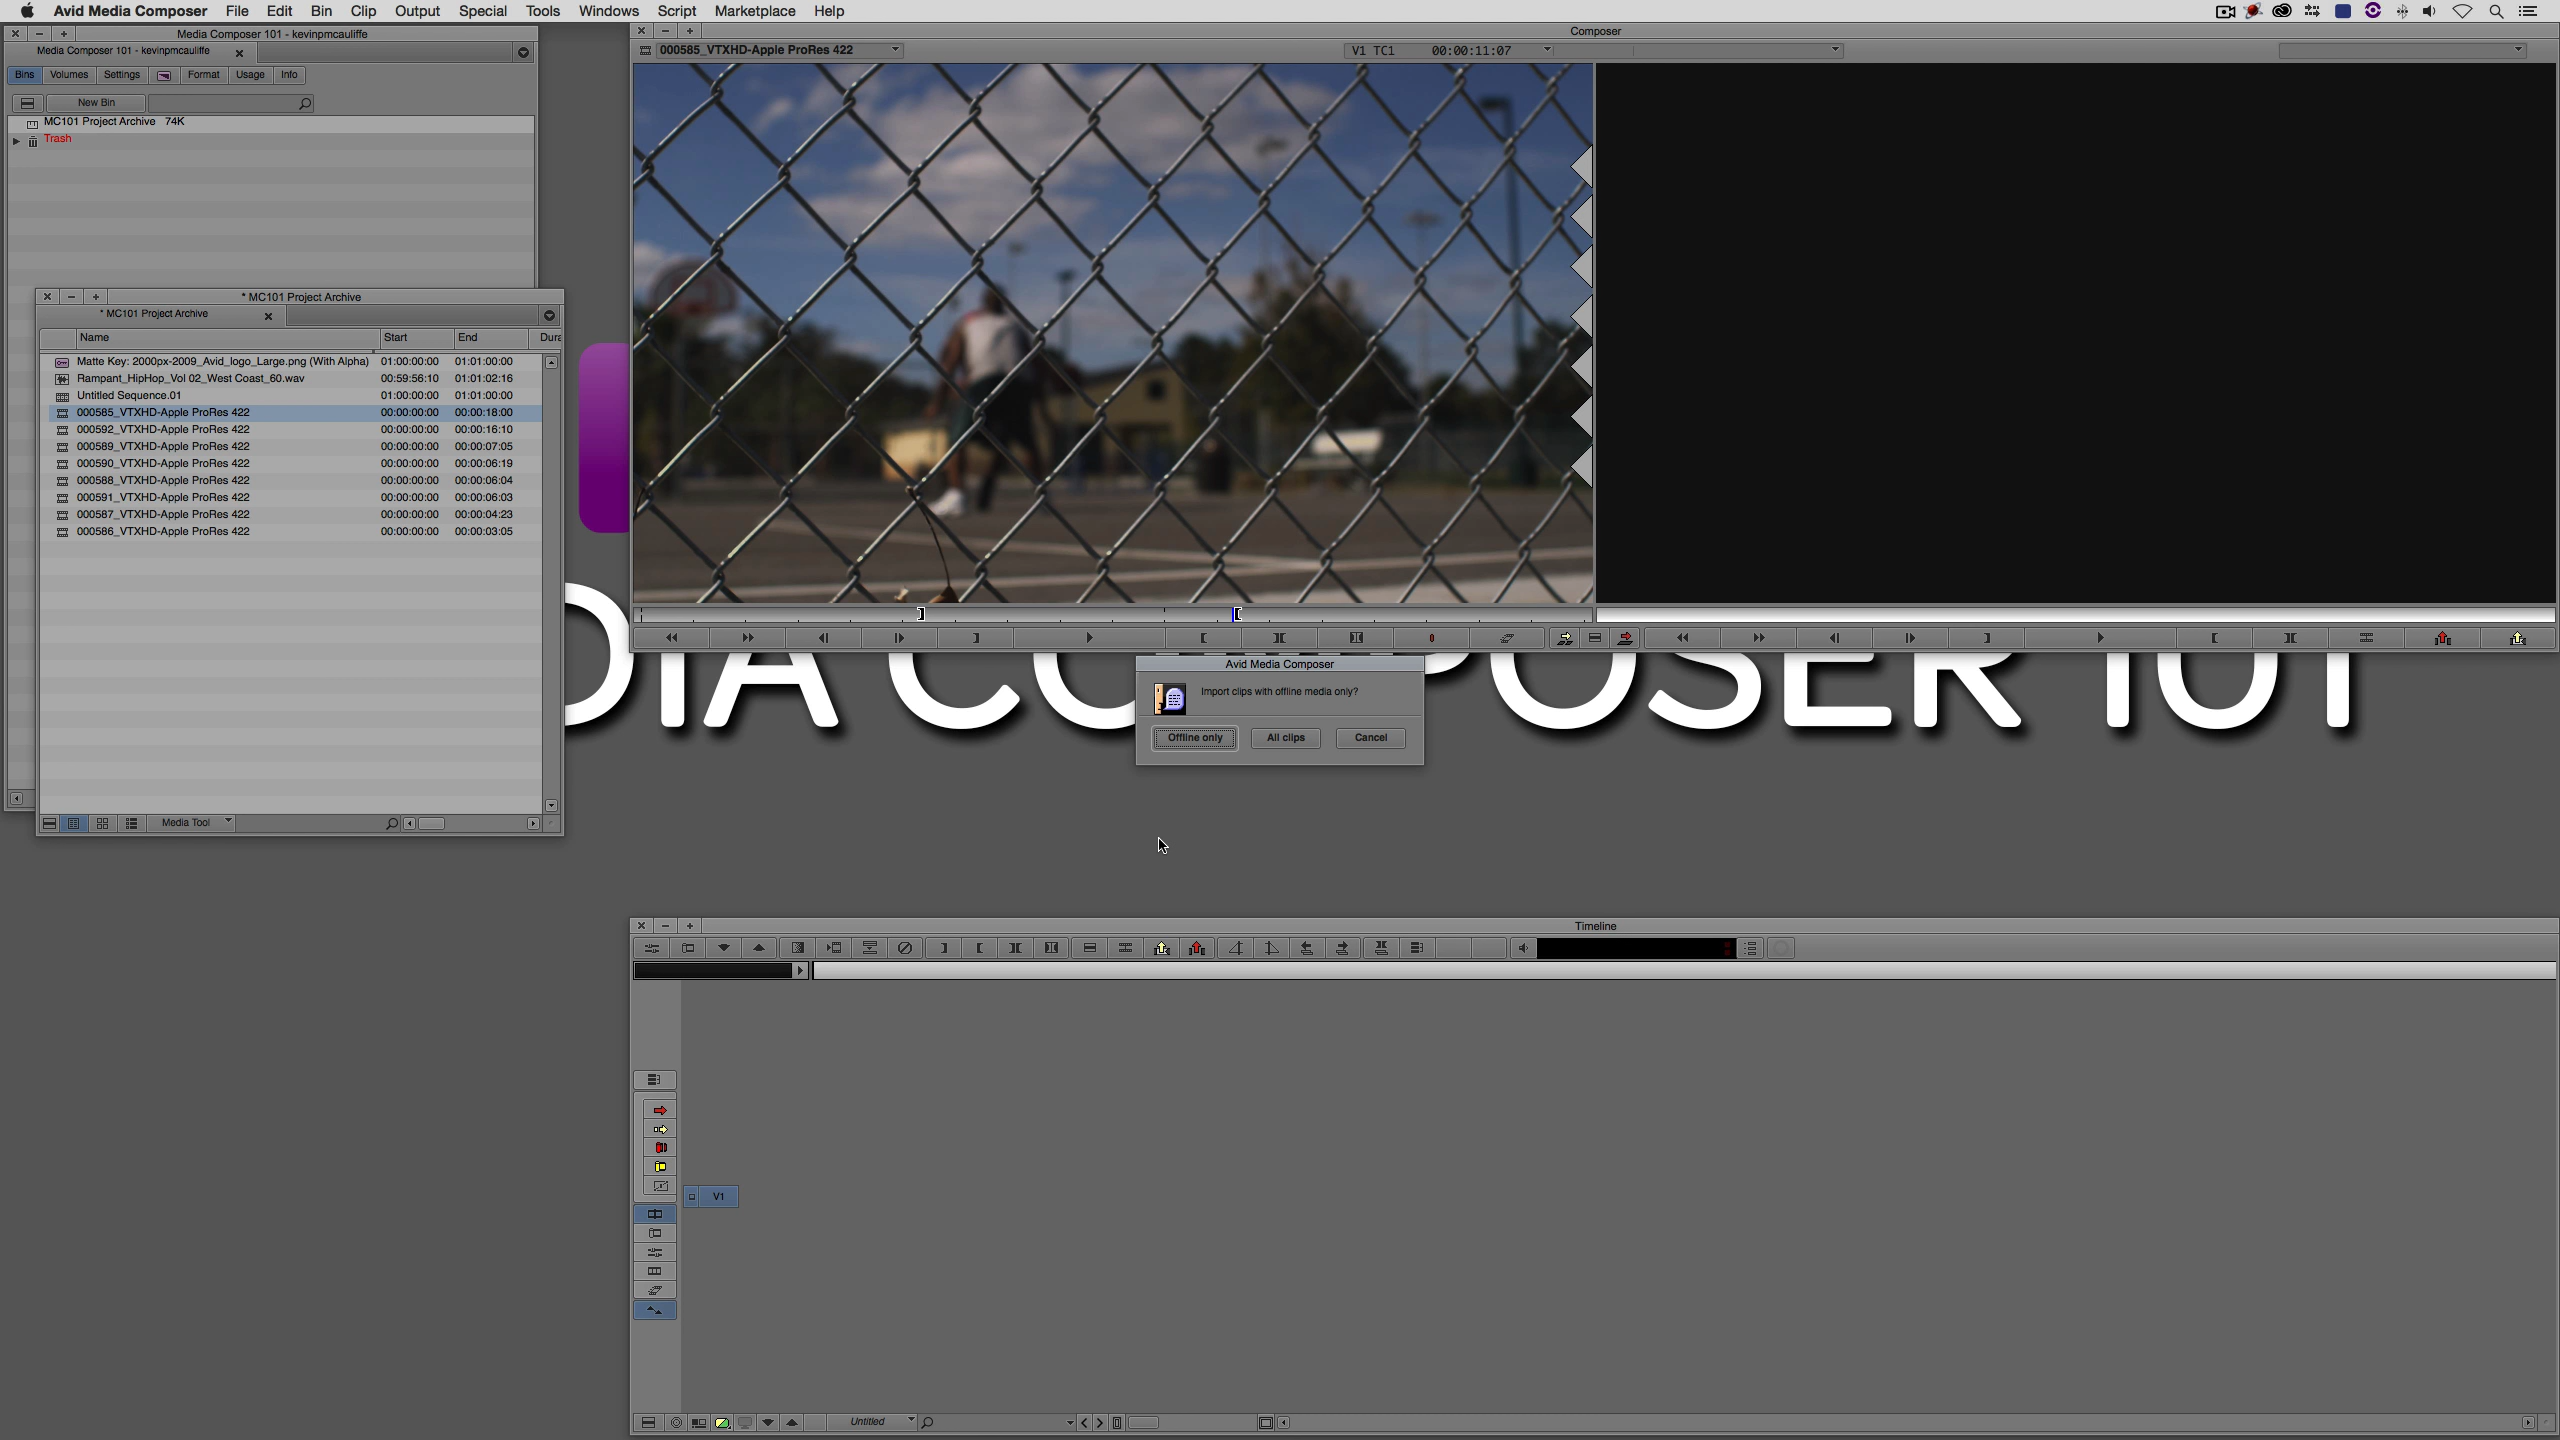 Avid Media Composer File Edit Bin Clip Output Special Tools Windows Script Marketplace Help
Media Composer 101 - kevinpmcauliffe
Media Composer 101 - kevinpmcauliffe
Bins Volumes Settings Format Usage Info
New Bin
MC101 Project Archive 74K
Trash
* MC101 Project Archive
* MC101 Project Archive
Name Start End Dura
Matte Key: 2000px-2009_Avid_logo_Large.png (With Alpha) 01:00:00:00 01:01:00:00
Rampant_HipHop_Vol 02_West Coast_60.wav 00:59:56:10 01:01:02:16
Untitled Sequence.01 01:00:00:00 01:01:00:00
000585_VTXHD-Apple ProRes 422 00:00:00:00 00:00:18:00
000592_VTXHD-Apple ProRes 422 00:00:00:00 00:00:16:10
000589_VTXHD-Apple ProRes 422 00:00:00:00 00:00:07:05
000590_VTXHD-Apple ProRes 422 00:00:00:00 00:00:06:19
000588_VTXHD-Apple ProRes 422 00:00:00:00 00:00:06:04
000591_VTXHD-Apple ProRes 422 00:00:00:00 00:00:06:03
000587_VTXHD-Apple ProRes 422 00:00:00:00 00:00:04:23
000586_VTXHD-Apple ProRes 422 00:00:00:00 00:00:03:05
Media Tool
Composer
000585_VTXHD-Apple ProRes 422 V1 TC1 00:00:11:07
DIA CO POSER 101
Avid Media Composer
Import clips with offline media only?
Offline only All clips Cancel
Timeline
V1
Untitled